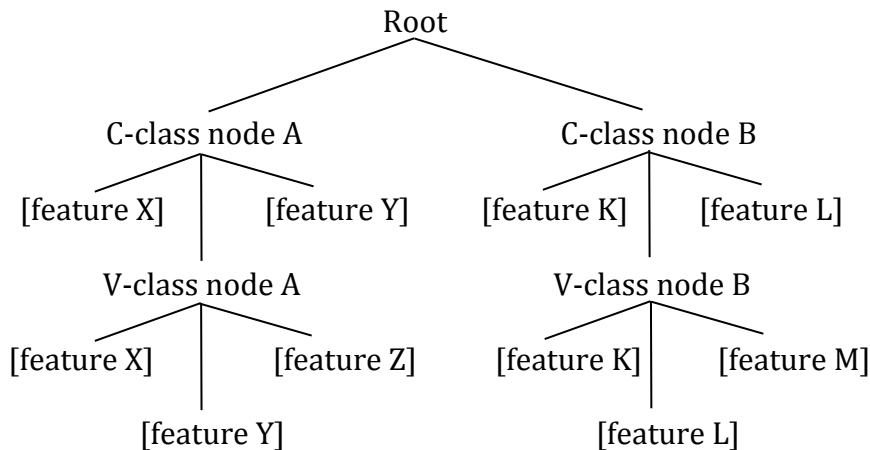 Root
C-class node A C-class node B
[feature X] [feature Y] [feature K] [feature L]
V-class node A V-class node B
[feature X] [feature Z] [feature K] [feature M]
[feature Y] [feature L]